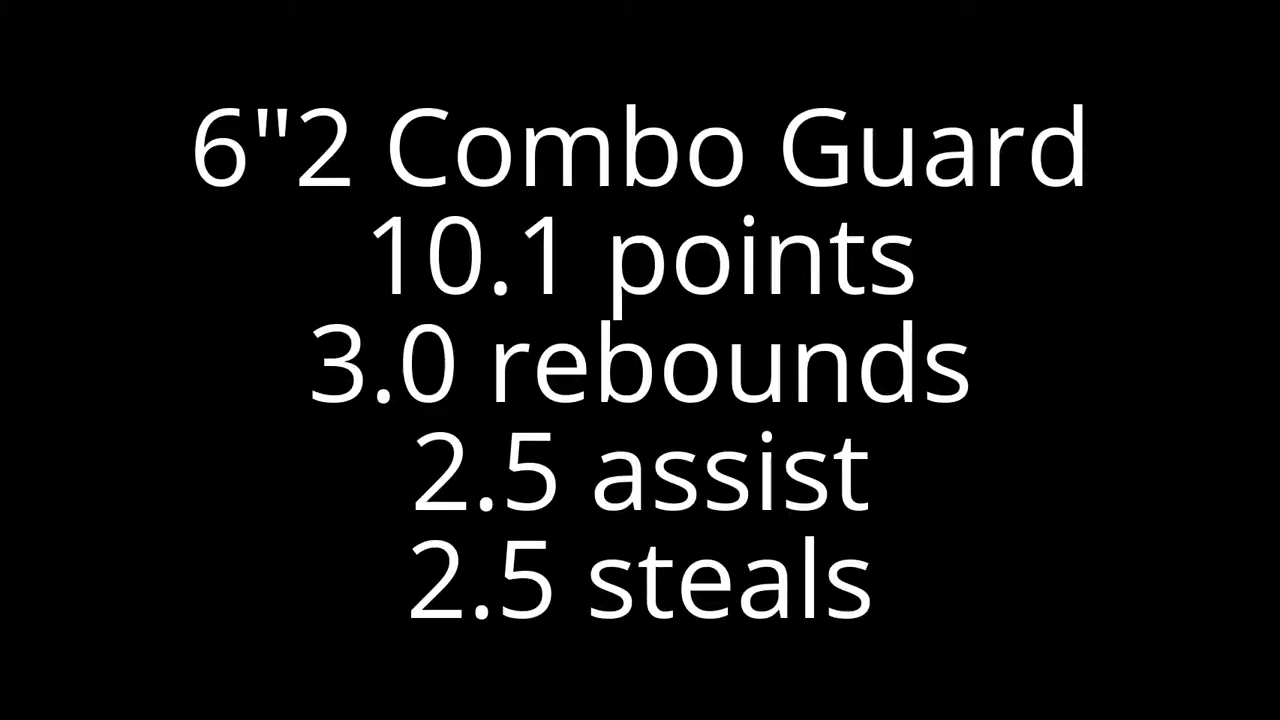 6"2 Combo Guard
10.1 points
3.0 rebounds
2.5 assist
2.5 steals